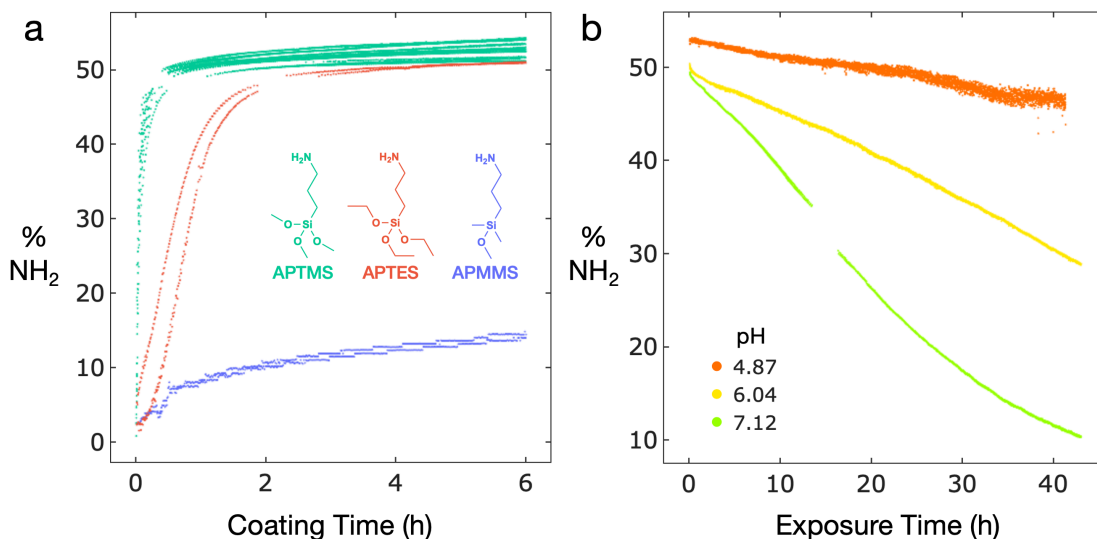 a
50
40
30
20
10
0
%
NH2
0
2
4
6
Coating Time (h)
H2N
Si
O
O
O
APTMS
H2N
Si
O
O
O
APTES
H2N
Si
O
APMMS
b
50
40
30
20
10
%
NH2
0
10
20
30
40
Exposure Time (h)
pH
4.87
6.04
7.12